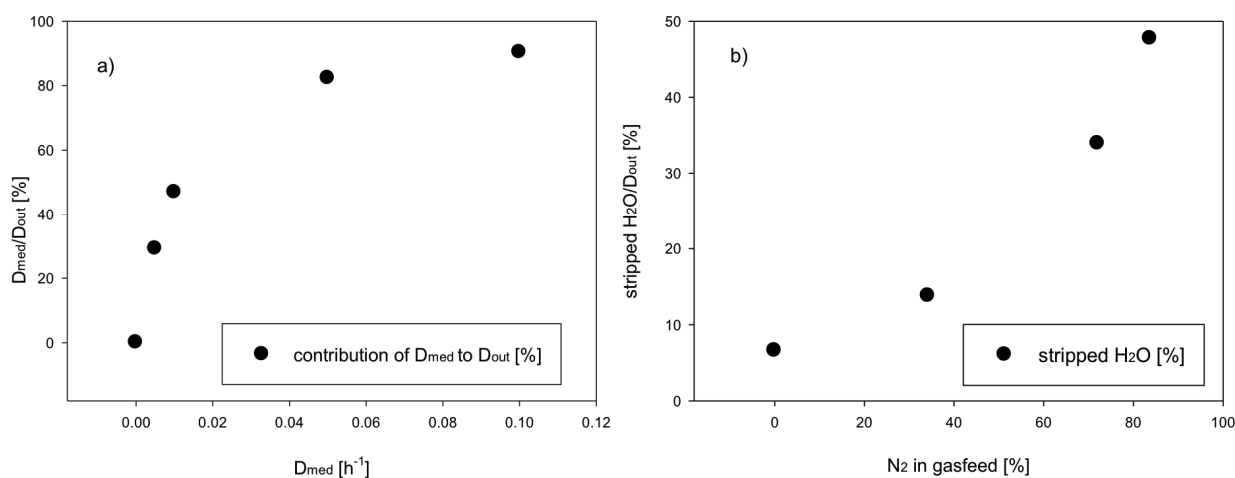 a)
100
80
60
40
20
0
Dmed/Dout [%]
contribution of Dmed to Dout [%]
0.00 0.02 0.04 0.06 0.08 0.10 0.12
Dmed [h-1]
b)
50
40
30
20
10
0
stripped H2O/Dout [%]
stripped H2O [%]
0 20 40 60 80 100
N2 in gasfeed [%]